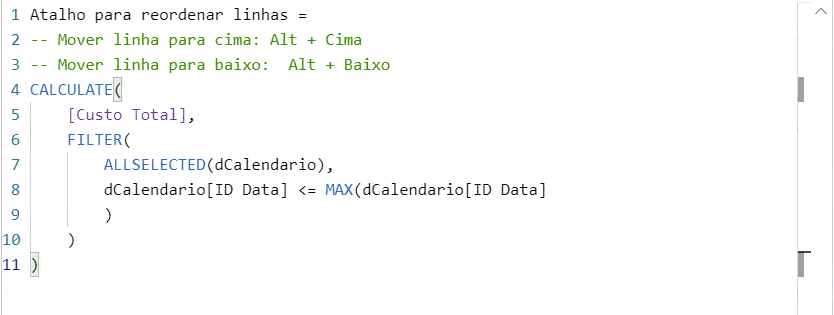 1 Atalho para reordenar linhas =
2 -- Mover linha para cima: Alt + Cima
3 -- Mover linha para baixo:  Alt + Baixo
4 CALCULATE(
5     [Custo Total],
6     FILTER(
7         ALLSELECTED(dCalendario),
8         dCalendario[ID Data] <= MAX(dCalendario[ID Data]
9         )
10     )
11 )